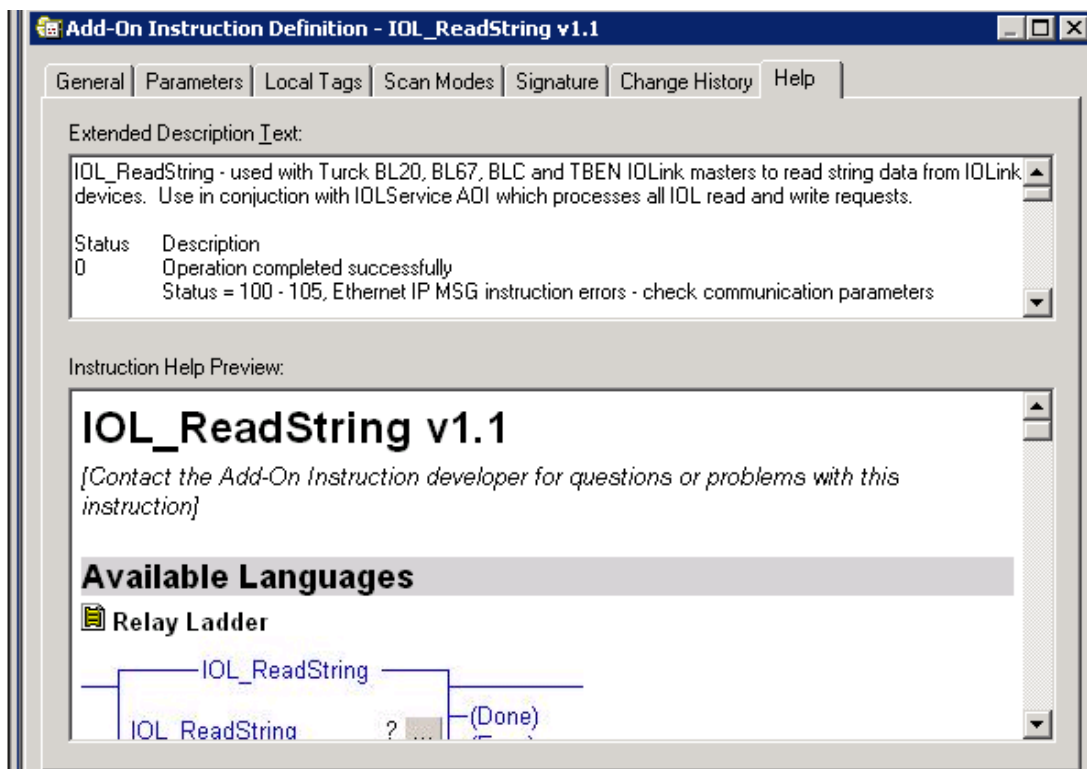 Add-On Instruction Definition - IOL_ReadString v1.1
General Parameters Local Tags Scan Modes Signature Change History Help
Extended Description Text:
IOL_ReadString - used with Turck BL20, BL67, BLC and TBEN IOLink masters to read string data from IOLink
devices. Use in conjuction with IOLService AOI which processes all IOL read and write requests.
Status Description
0 Operation completed successfully
Status = 100 - 105, Ethernet IP MSG instruction errors - check communication parameters
Instruction Help Preview:
IOL_ReadString v1.1
[Contact the Add-On Instruction developer for questions or problems with this
instruction]
Available Languages
Relay Ladder
IOL_ReadString
IOL_ReadString ? ... (Done)